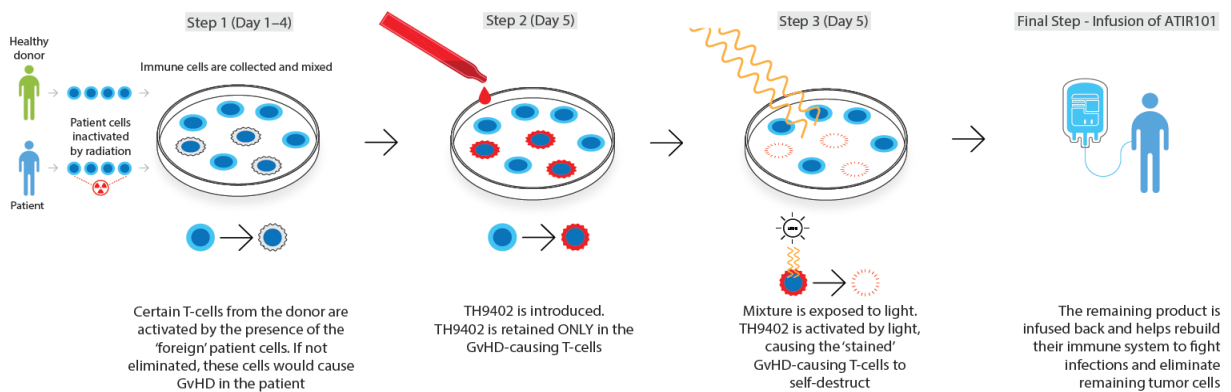 Step 1 (Day 1–4)
Step 2 (Day 5)
Step 3 (Day 5)
Final Step - Infusion of ATIR101
Healthy
donor
Immune cells are collected and mixed
Patient cells
inactivated
by radiation
Patient
Certain T-cells from the donor are
activated by the presence of the
‘foreign’ patient cells. If not
eliminated, these cells would cause
GvHD in the patient
TH9402 is introduced.
TH9402 is retained ONLY in the
GvHD-causing T-cells
Mixture is exposed to light.
TH9402 is activated by light,
causing the ‘stained’
GvHD-causing T-cells to
self-destruct
The remaining product is
infused back and helps rebuild
their immune system to fight
infections and eliminate
remaining tumor cells